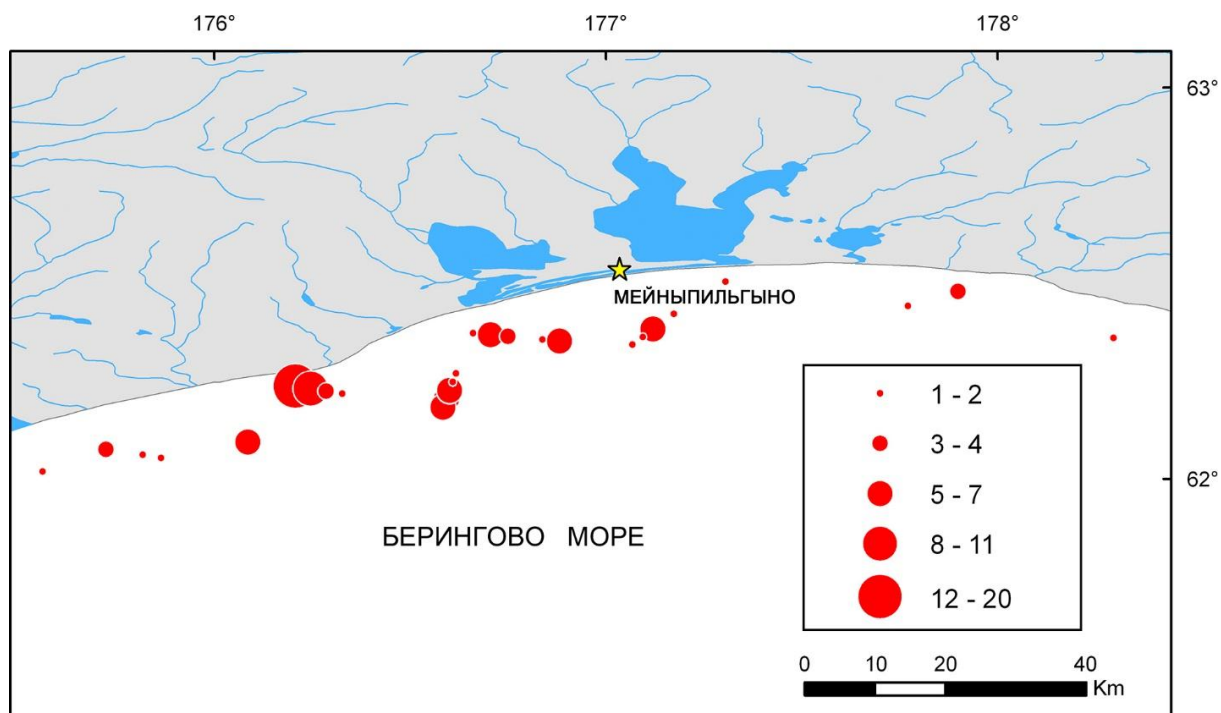 176° 177° 178°
63°
МЕЙНЫПИЛЬГЫНО
1 - 2
3 - 4
62°
5 - 7
БЕРИНГОВО МОРЕ
8 - 11
12 - 20
0 10 20 40
Km